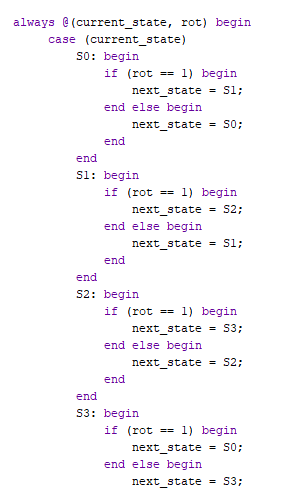 always @(current_state, rot) begin
case (current_state)
S0: begin
if (rot == 1) begin
next_state = S1;
end else begin
next_state = S0;
end
end
S1: begin
if (rot == 1) begin
next_state = S2;
end else begin
next_state = S1;
end
end
S2: begin
if (rot == 1) begin
next_state = S3;
end else begin
next_state = S2;
end
end
S3: begin
if (rot == 1) begin
next_state = S0;
end else begin
next_state = S3;